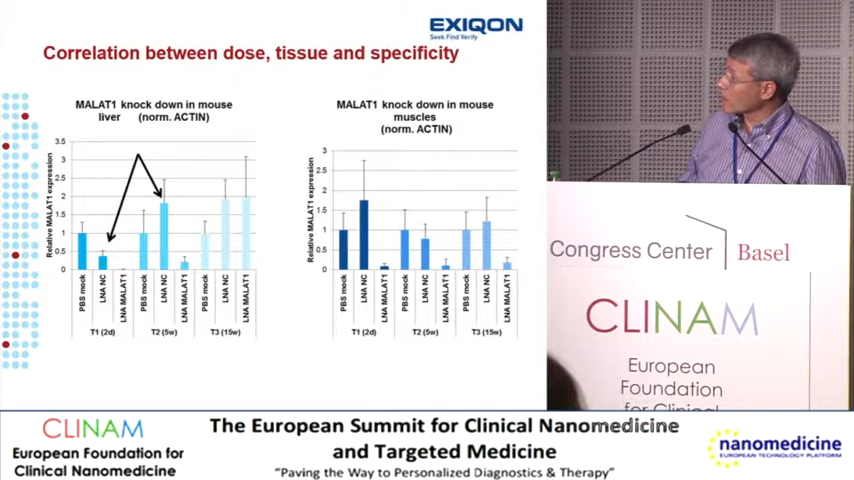 EXIQON
Seek Find Verify
Correlation between dose, tissue and specificity
MALAT1 knock down in mouse
liver (norm. ACTIN)
Relative MALAT1 expression
3.5
3
2.5
2
1.5
1
0.5
0
PBS mock
LNA NC
LNA MALAT1
PBS mock
LNA NC
LNA MALAT1
PBS mock
LNA NC
LNA MALAT1
T1 (2d)
T2 (5w)
T3 (15w)
MALAT1 knock down in mouse
muscles
(norm. ACTIN)
Relative MALAT1 expression
3
2.5
2
1.5
1
0.5
0
PBS mock
LNA NC
LNA MALAT1
PBS mock
LNA NC
LNA MALAT1
PBS mock
LNA NC
LNA MALAT1
T1 (2d)
T2 (5w)
T3 (15w)
Congress Center Basel
CLINAM
European
Foundation
for Clinical
CLINAM
European Foundation for
Clinical Nanomedicine
The European Summit for Clinical Nanomedicine
and Targeted Medicine
“Paving the Way to Personalized Diagnostics & Therapy”
nanomedicine
EUROPEAN TECHNOLOGY PLATFORM